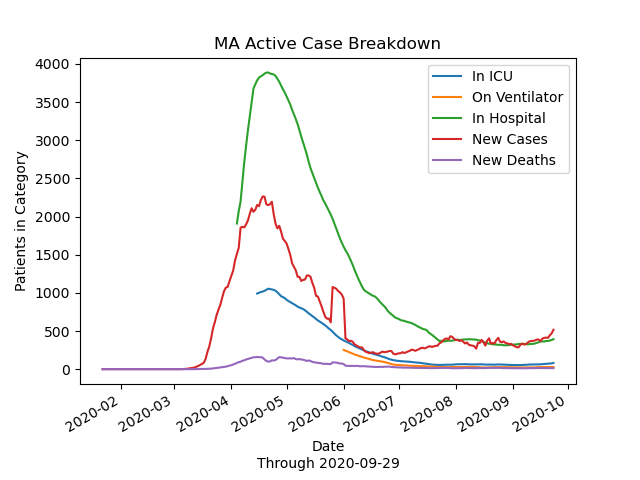 MA Active Case Breakdown
4000
3500
3000
2500
2000
1500
1000
500
0
Patients in Category
In ICU
On Ventilator
In Hospital
New Cases
New Deaths
2020-02
2020-03
2020-04
2020-05
2020-06
2020-07
2020-08
2020-09
2020-10
Date
Through 2020-09-29